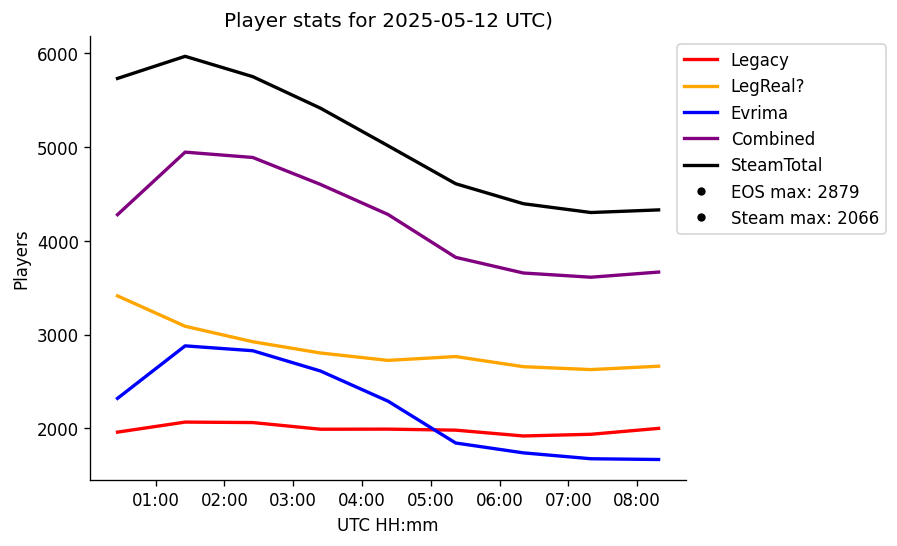 Player stats for 2025-05-12 UTC)
6000
5000
4000
3000
2000
Players
01:00 02:00 03:00 04:00 05:00 06:00 07:00 08:00
UTC HH:mm
Legacy
LegReal?
Evrima
Combined
SteamTotal
EOS max: 2879
Steam max: 2066